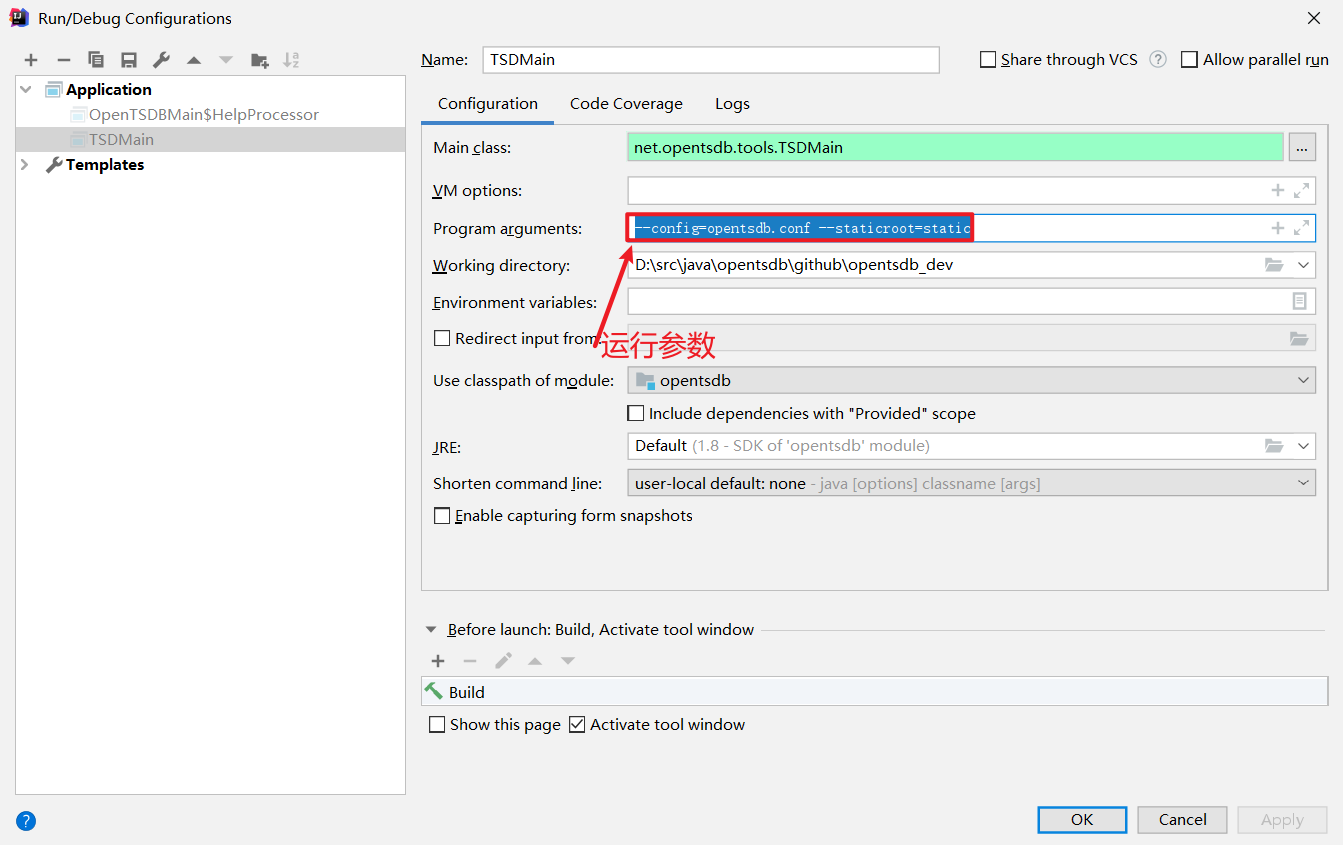 Run/Debug Configurations
Name: TSDMain
Share through VCS ? Allow parallel run
Application
OpenTSDBMain$HelpProcessor
TSDMain
Templates
Configuration Code Coverage Logs
Main class: net.opentsdb.tools.TSDMain ...
VM options:
Program arguments: --config=opentsdb.conf --staticroot=static
Working directory: D:\src\java\opentsdb\github\opentsdb_dev
Environment variables:
Redirect input from:
运行参数
Use classpath of module: opentsdb
Include dependencies with "Provided" scope
JRE: Default (1.8 - SDK of 'opentsdb' module)
Shorten command line: user-local default: none - java [options] classname [args]
Enable capturing form snapshots
Before launch: Build, Activate tool window
Build
Show this page Activate tool window
? OK Cancel Apply